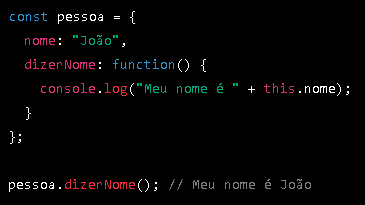 const pessoa = {
  nome: "João",
  dizerNome: function() {
    console.log("Meu nome é " + this.nome);
  }
};

pessoa.dizerNome(); // Meu nome é João